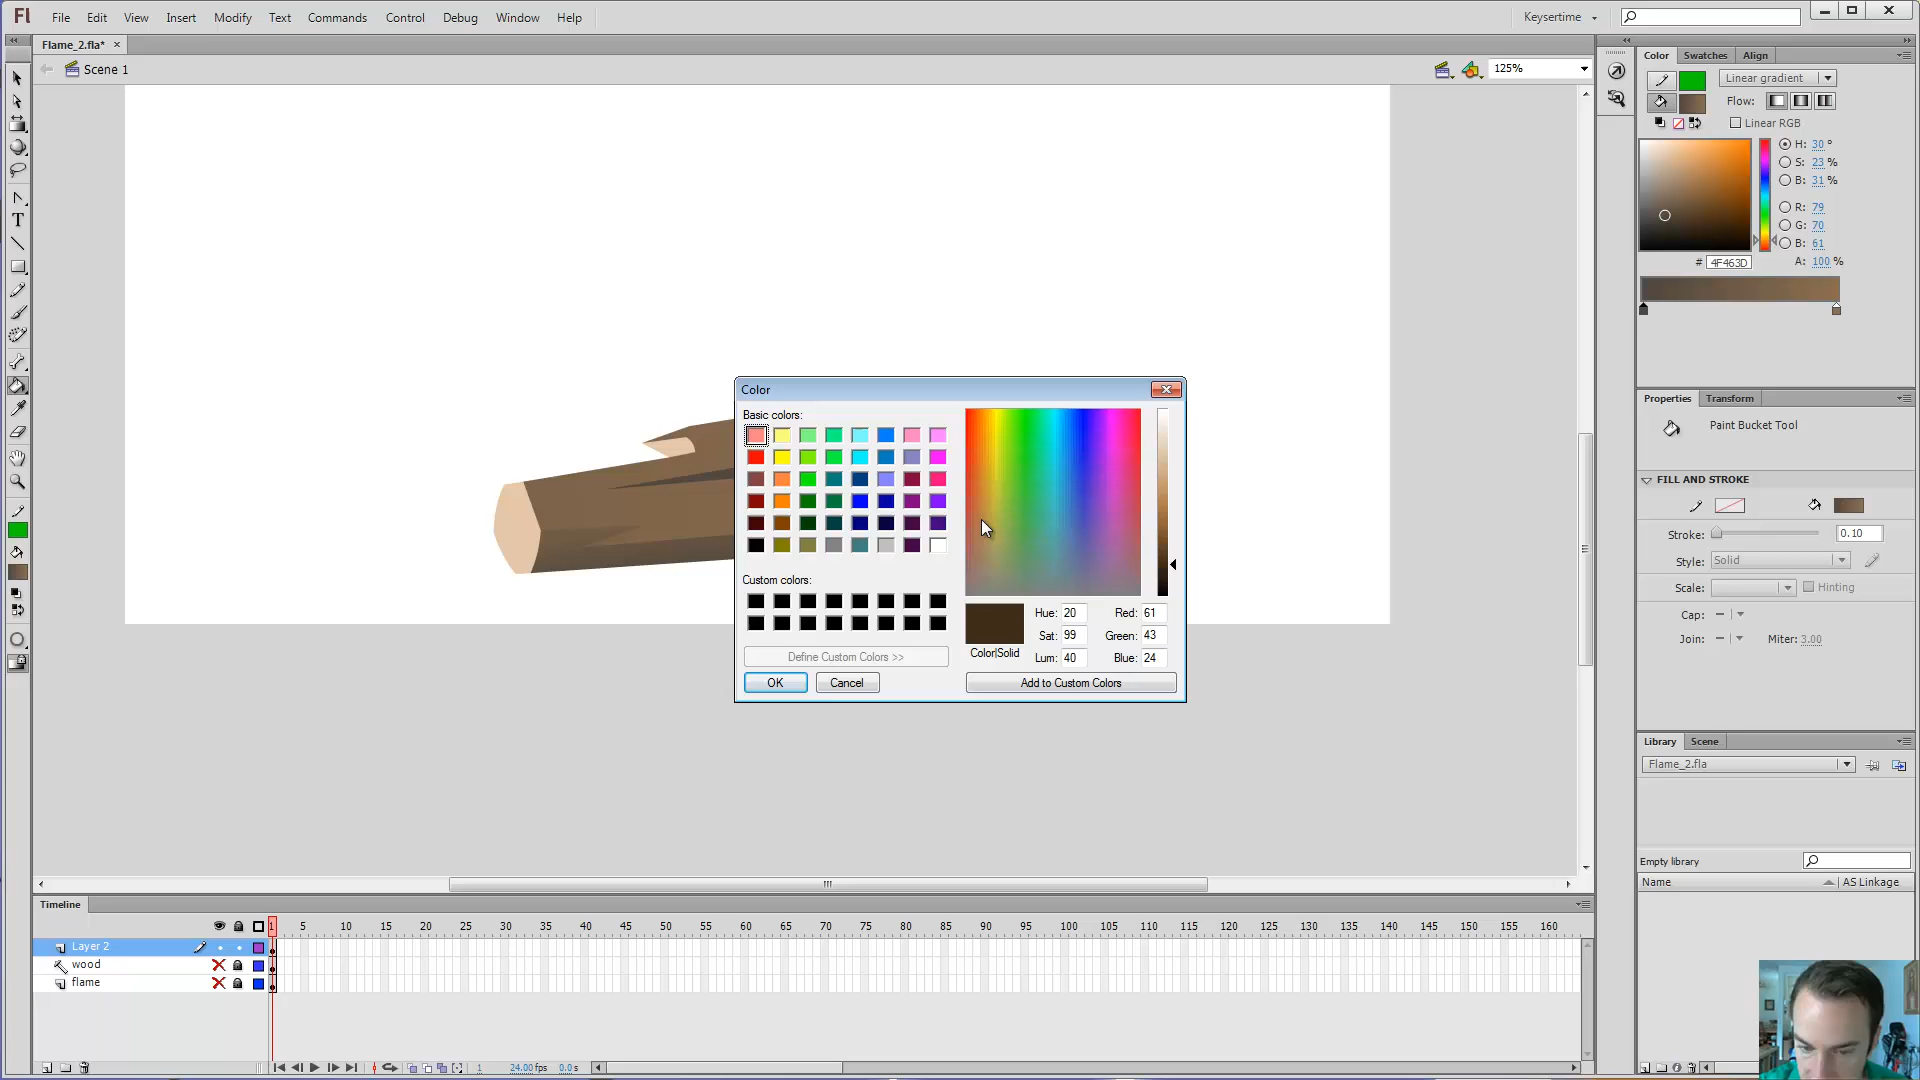 Fl File Edit View Insert Modify Text Commands Control Debug Window Help Keysertime
Flame_2.fla* ×
Scene 1 125%
Color Swatches Align
Linear gradient
Flow:
Linear RGB
H: 30 °
S: 23 %
B: 31 %
R: 79
G: 70
B: 61
# 4F463D A: 100 %
Properties Transform
Paint Bucket Tool
FILL AND STROKE
Stroke: 0.10
Style: Solid
Scale: Hinting
Cap:
Join: Miter: 3.00
Library Scene
Flame_2.fla
Empty library
Name AS Linkage
Color
Basic colors:
Custom colors:
Define Custom Colors >>
OK Cancel
Color|Solid
Hue: 20 Red: 61
Sat: 99 Green: 43
Lum: 40 Blue: 24
Add to Custom Colors
Timeline
1 5 10 15 20 25 30 35 40 45 50 55 60 65 70 75 80 85 90 95 100 105 110 115 120 125 130 135 140 145 150 155 160
Layer 2
wood
flame
1 24.00 fps 0.0 s